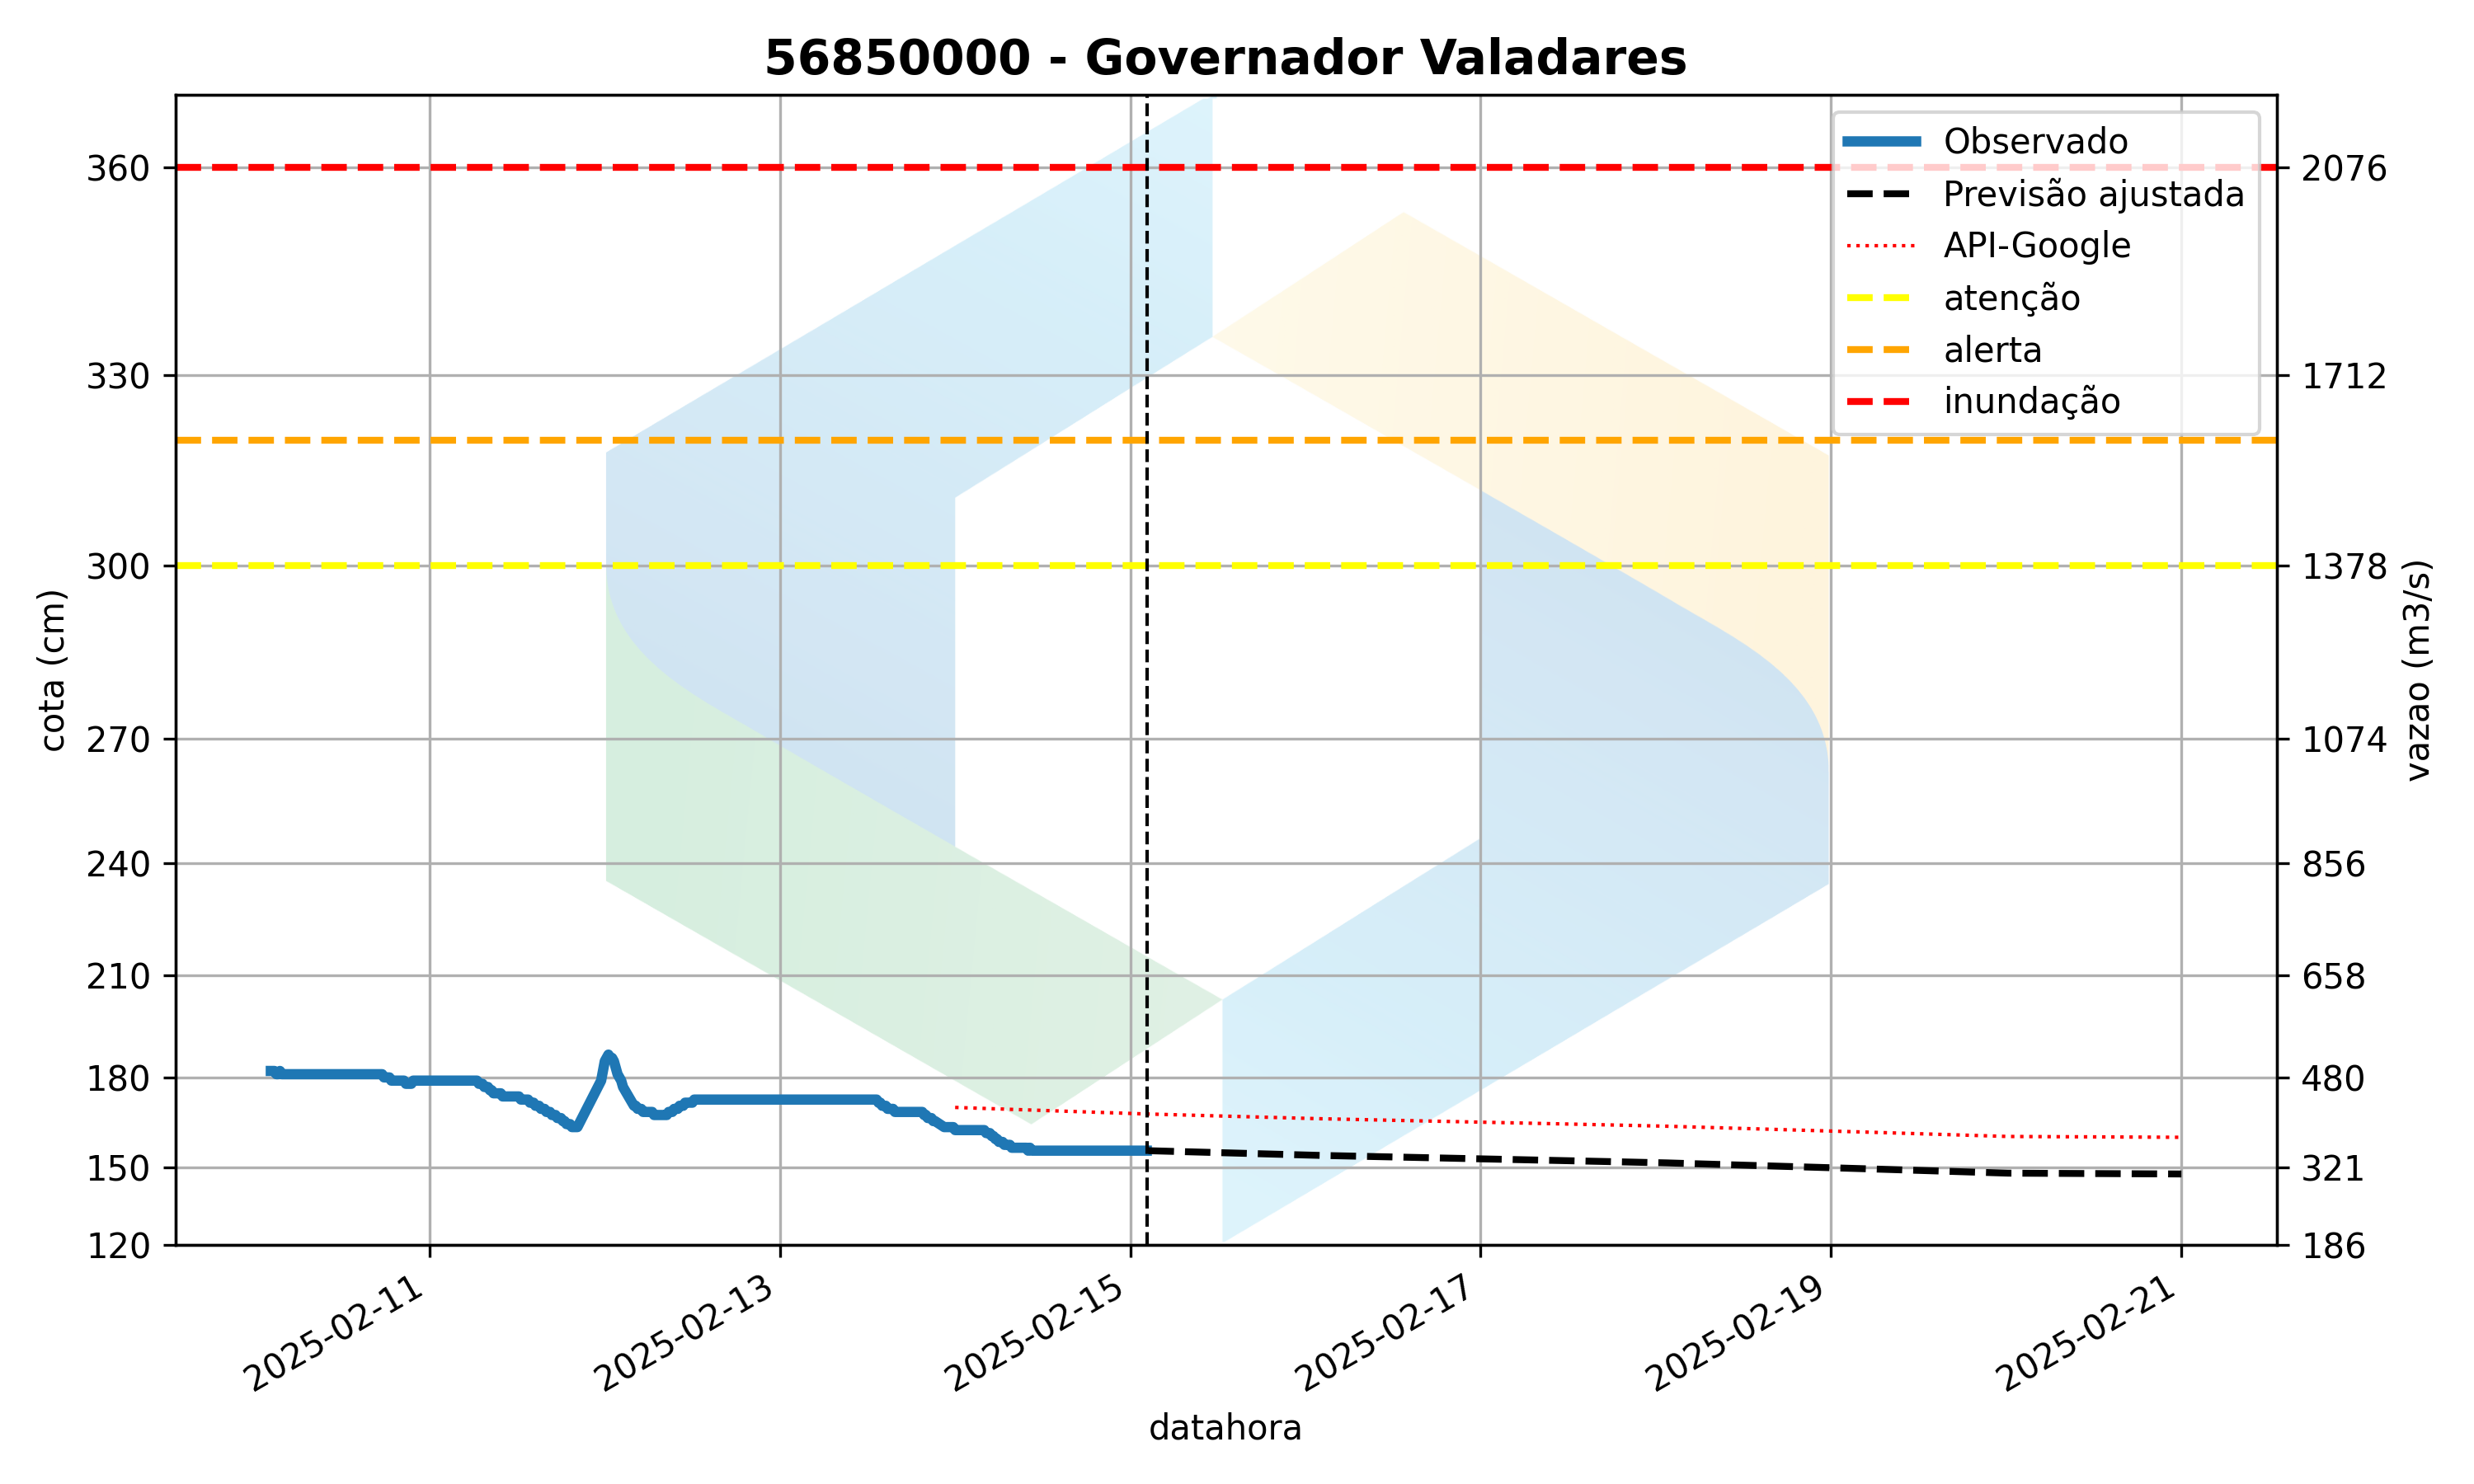 56850000 - Governador Valadares
Observado
Previsão ajustada
API-Google
atenção
alerta
inundação
cota (cm)
360
330
300
270
240
210
180
150
120
2076
1712
1378
1074
856
658
480
321
186
vazao (m3/s)
2025-02-11
2025-02-13
2025-02-15
2025-02-17
2025-02-19
2025-02-21
datahora